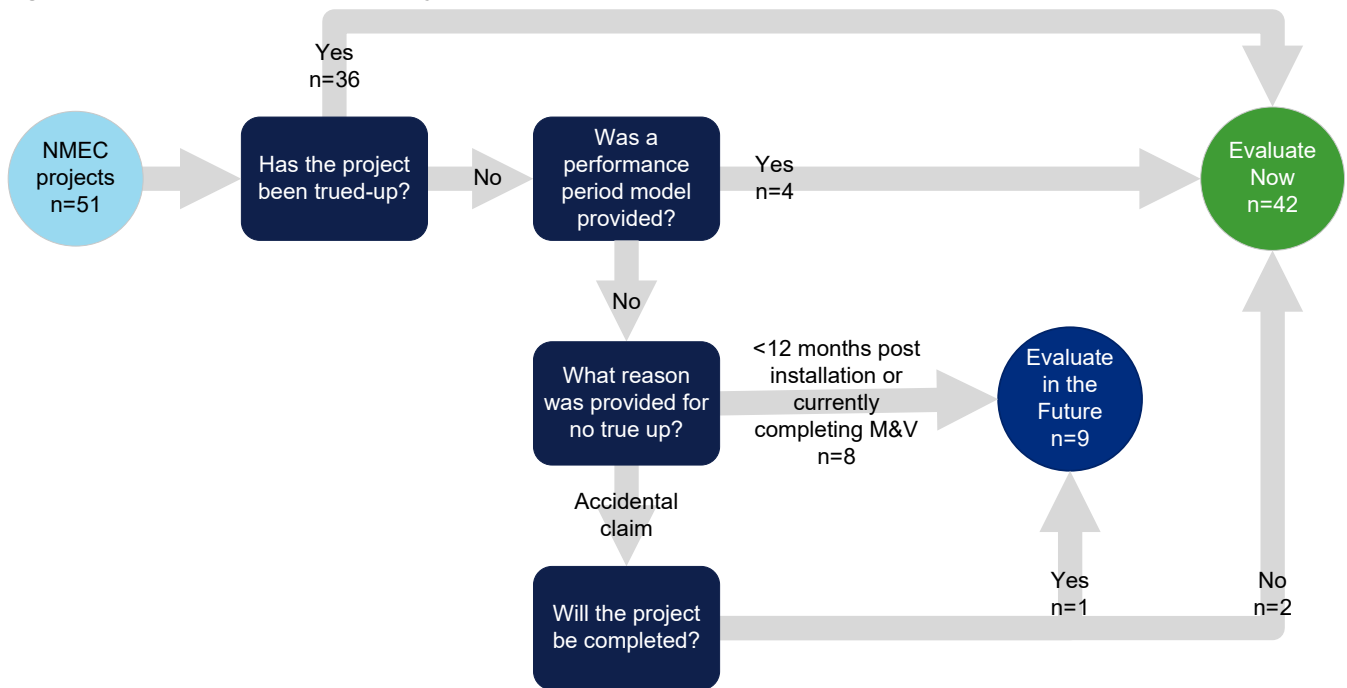 Yes
n=36
NMEC
projects
n=51
Has the project
been trued-up?
No
Was a
performance
period model
provided?
Yes
n=4
Evaluate
Now
n=42
No
What reason
was provided for
no true up?
<12 months post
installation or
currently
completing M&V
n=8
Evaluate
in the
Future
n=9
Accidental
claim
Will the project
be completed?
Yes
n=1
No
n=2